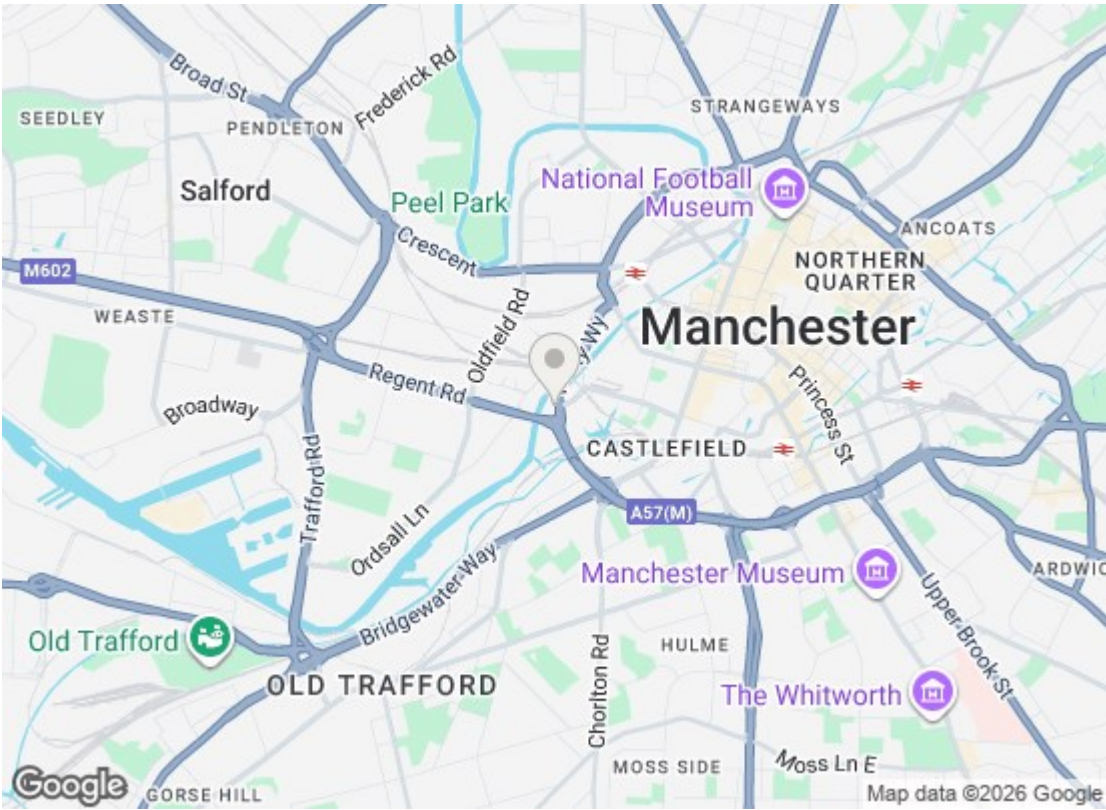 Broad St
Frederick Rd
SEEDLEY
PENDLETON
STRANGEWAYS
Salford
Peel Park
National Football
Museum
Crescent
ANCOATS
NORTHERN
QUARTER
M602
WEASTE
Oldfield Rd
Wy
Manchester
Regent Rd
Broadway
Princess St
CASTLEFIELD
Trafford Rd
A57(M)
Ordsall Ln
Bridgewater Way
Manchester Museum
ARDWIC
Upper Brook St
Old Trafford
HULME
OLD TRAFFORD
Chorlton Rd
The Whitworth
MOSS SIDE
Moss Ln E
Google
GORSE HILL
Map data ©2026 Google